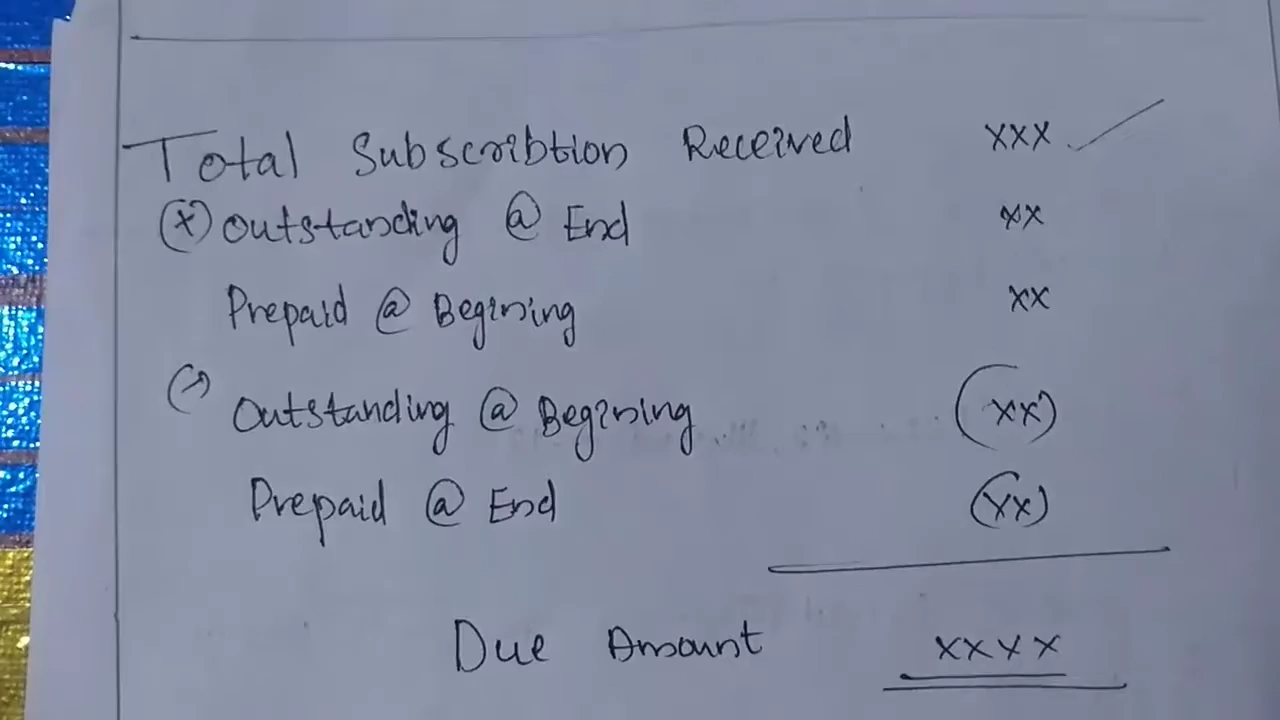 Total Subscribtion Received xxx
(+) Outstanding @ End xx
Prepaid @ Begining xx
(-) Outstanding @ Begining (xx)
Prepaid @ End (xx)
Due Amount xxxx